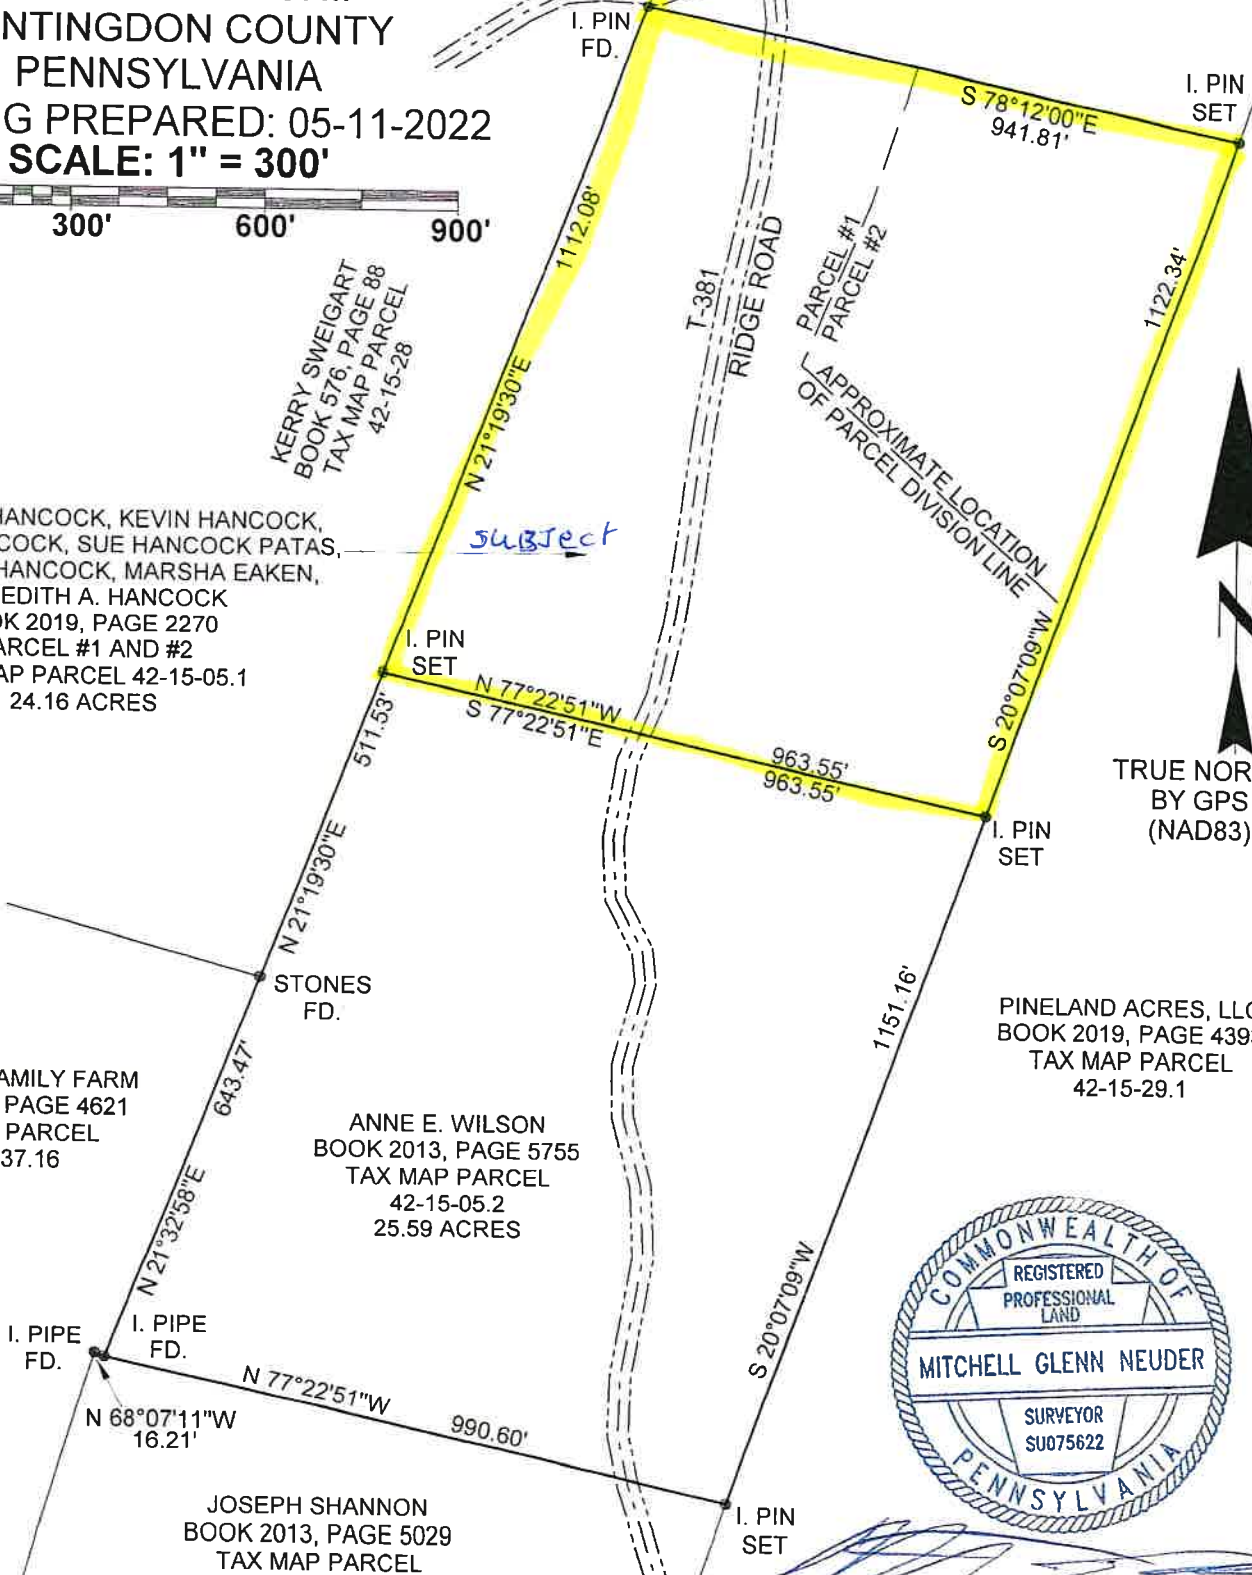 NTINGDON COUNTY
PENNSYLVANIA
G PREPARED: 05-11-2022
SCALE: 1" = 300'
300' 600' 900'
I. PIN
FD.
S 78°12'00"E
941.81'
I. PIN
SET
1112.08'
N 21°19'30"E
T-381
RIDGE ROAD
PARCEL #1
PARCEL #2
APPROXIMATE LOCATION
OF PARCEL DIVISION LINE
1122.34'
S 20°07'09"W
KERRY SWEIGART
BOOK 576, PAGE 88
TAX MAP PARCEL
42-15-28
HANCOCK, KEVIN HANCOCK,
COCK, SUE HANCOCK PATAS,
HANCOCK, MARSHA EAKEN,
EDITH A. HANCOCK
OK 2019, PAGE 2270
ARCEL #1 AND #2
AP PARCEL 42-15-05.1
24.16 ACRES
SUBJECT
I. PIN
SET
N 77°22'51"W
S 77°22'51"E
963.55'
963.55'
I. PIN
SET
TRUE NOR
BY GPS
(NAD83)
N
511.53'
N 21°19'30"E
STONES
FD.
643.47'
N 21°32'58"E
AMILY FARM
PAGE 4621
PARCEL
37.16
ANNE E. WILSON
BOOK 2013, PAGE 5755
TAX MAP PARCEL
42-15-05.2
25.59 ACRES
1151.16'
S 20°07'09"W
PINELAND ACRES, LLC
BOOK 2019, PAGE 4393
TAX MAP PARCEL
42-15-29.1
I. PIPE
FD.
I. PIPE
FD.
N 68°07'11"W
16.21'
N 77°22'51"W
990.60'
I. PIN
SET
JOSEPH SHANNON
BOOK 2013, PAGE 5029
TAX MAP PARCEL
COMMONWEALTH OF
REGISTERED
PROFESSIONAL
LAND
MITCHELL GLENN NEUDER
SURVEYOR
SU075622
PENNSYLVANIA